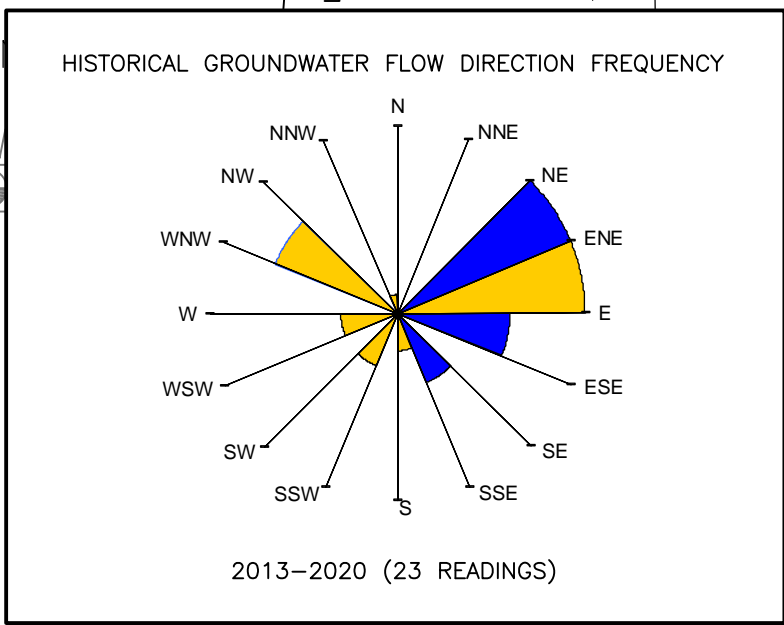 HISTORICAL GROUNDWATER FLOW DIRECTION FREQUENCY
N
NNW
NNE
NW
NE
WNW
ENE
W
E
WSW
ESE
SW
SE
SSW
SSE
S
2013-2020 (23 READINGS)